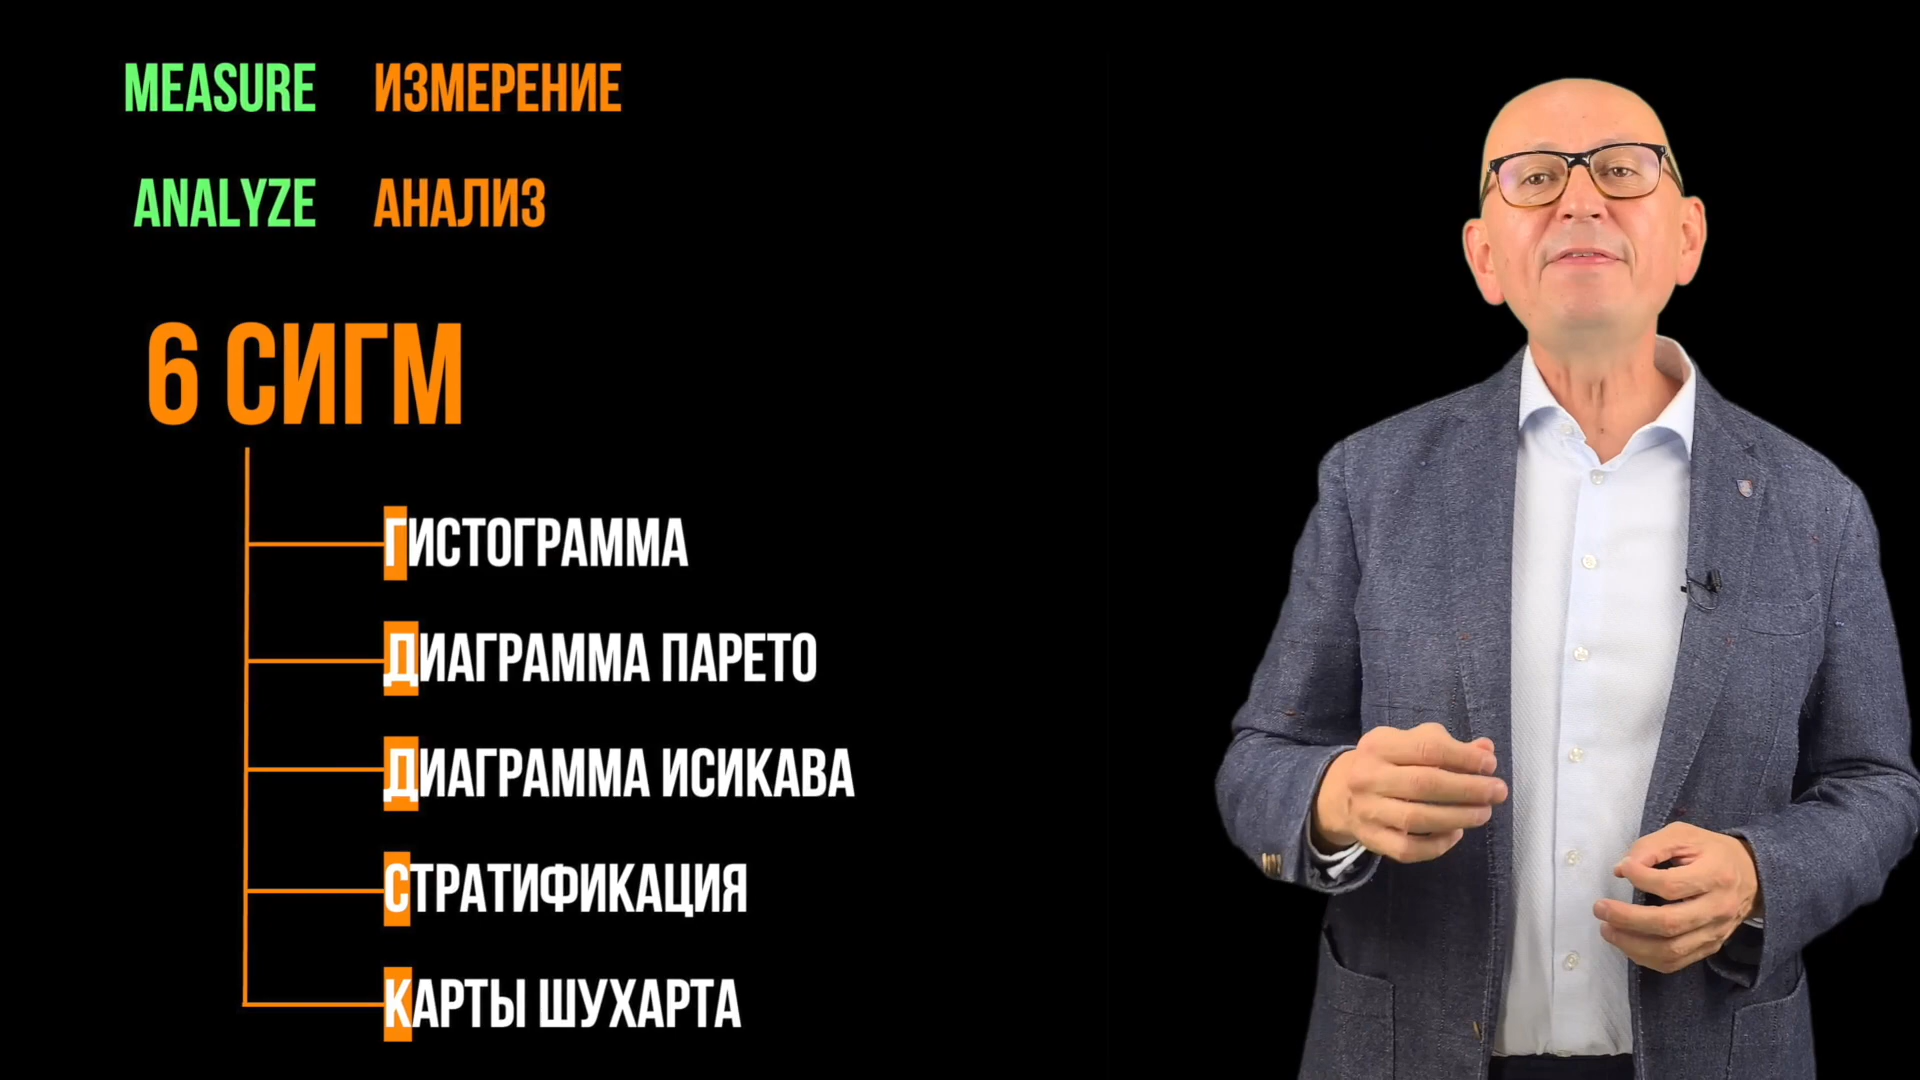 MEASURE ИЗМЕРЕНИЕ
ANALYZE АНАЛИЗ
6 СИГМ
ГИСТОГРАММА
ДИАГРАММА ПАРЕТО
ДИАГРАММА ИСИКАВА
СТРАТИФИКАЦИЯ
КАРТЫ ШУХАРТА